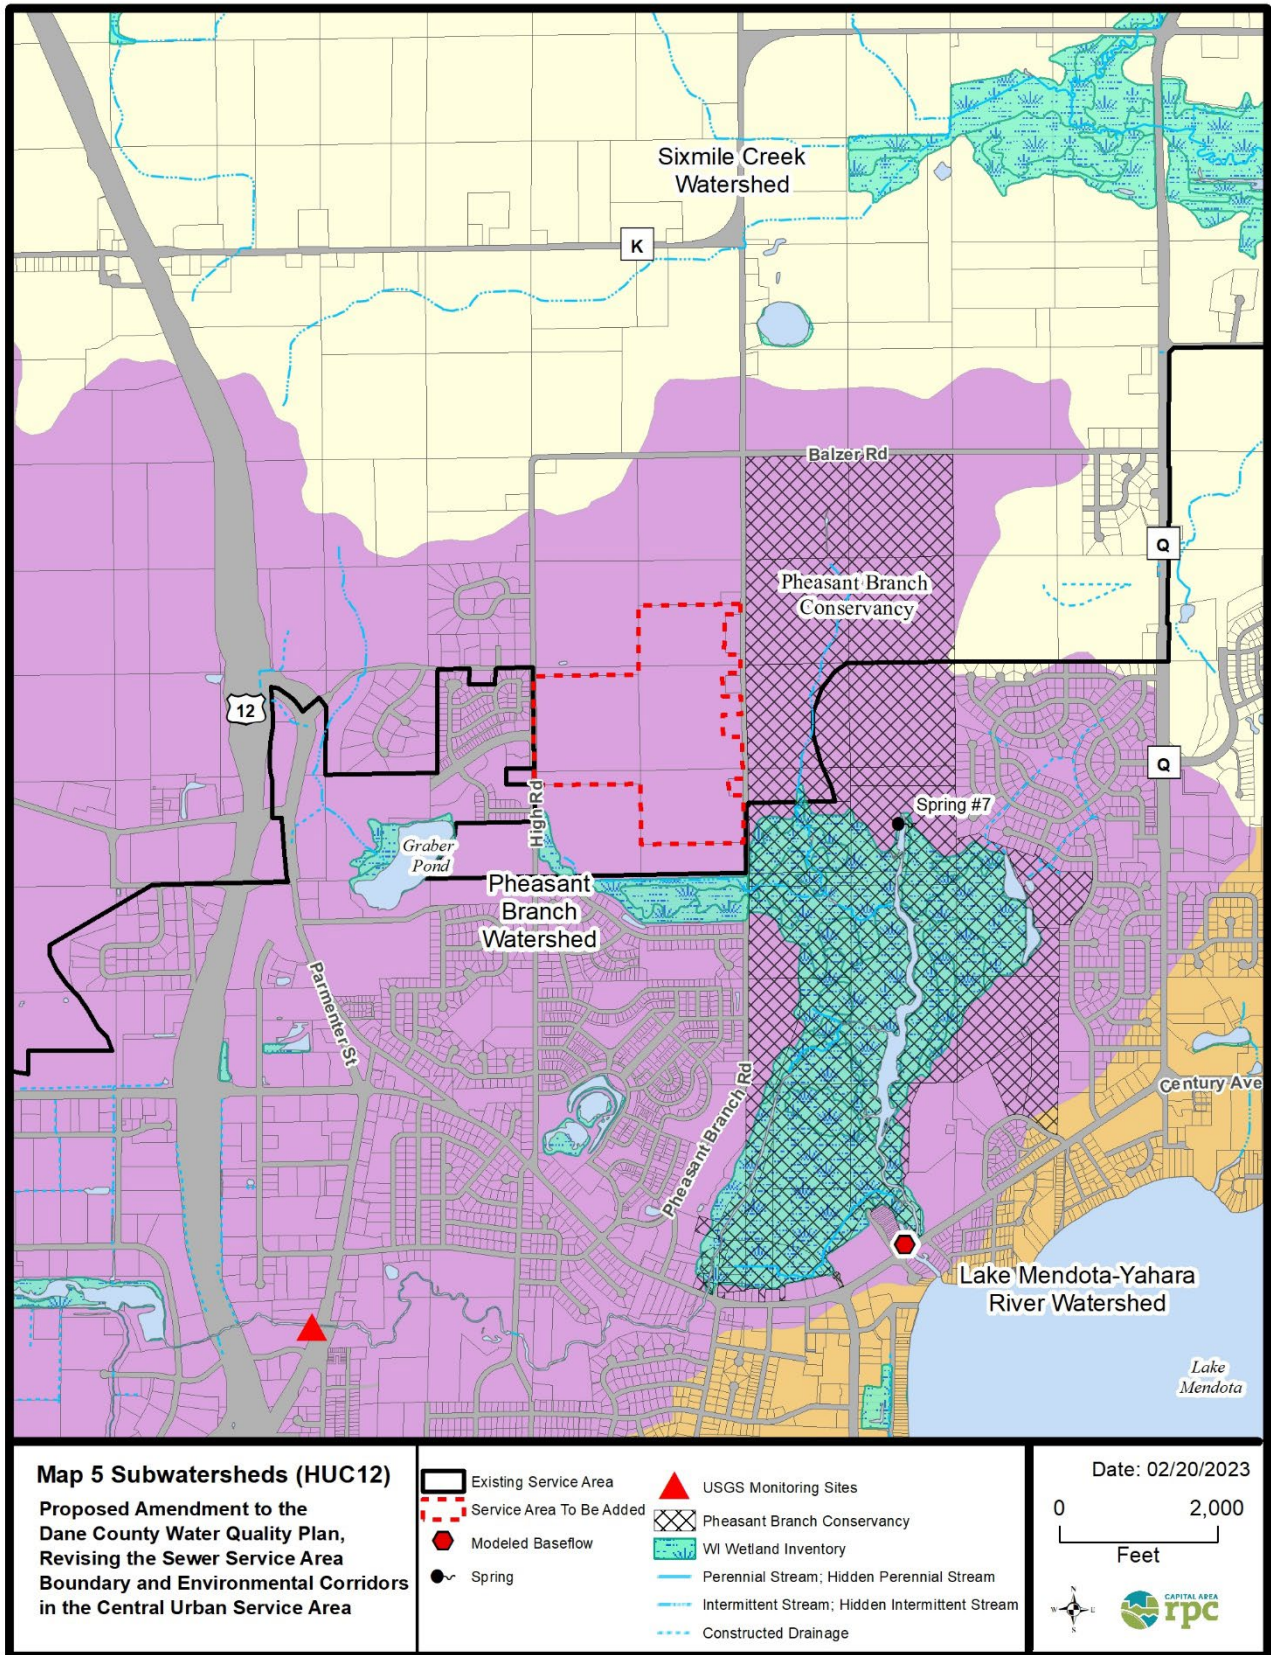 Sixmile Creek
Watershed
K
Balzer Rd
Q
Pheasant Branch
Conservancy
12
Q
Spring #7
High Rd
Graber
Pond
Pheasant
Branch
Watershed
Parmenter St
Pheasant Branch Rd
Century Ave
Lake Mendota-Yahara
River Watershed
Lake
Mendota
Map 5 Subwatersheds (HUC12)
Proposed Amendment to the
Dane County Water Quality Plan,
Revising the Sewer Service Area
Boundary and Environmental Corridors
in the Central Urban Service Area
Existing Service Area
Service Area To Be Added
Modeled Baseflow
Spring
USGS Monitoring Sites
Pheasant Branch Conservancy
WI Wetland Inventory
Perennial Stream; Hidden Perennial Stream
Intermittent Stream; Hidden Intermittent Stream
Constructed Drainage
Date: 02/20/2023
0 2,000
Feet
N
W E
S
CAPITAL AREA
rpc